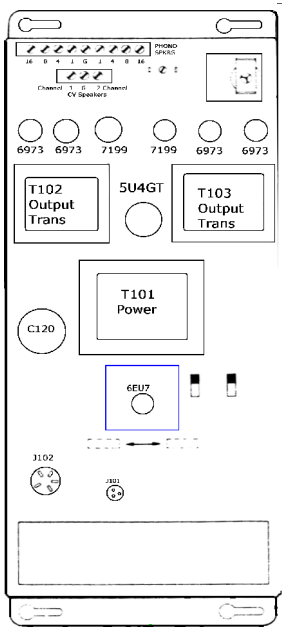 PHONO
SPKRS
16 8 4 1 G 1 4 8 16
Channel 1 G 2 Channel
CV Speakers
6973 6973 7199 7199 6973 6973
T102
Output
Trans
5U4GT
T103
Output
Trans
T101
Power
C120
6EU7
J102
J101